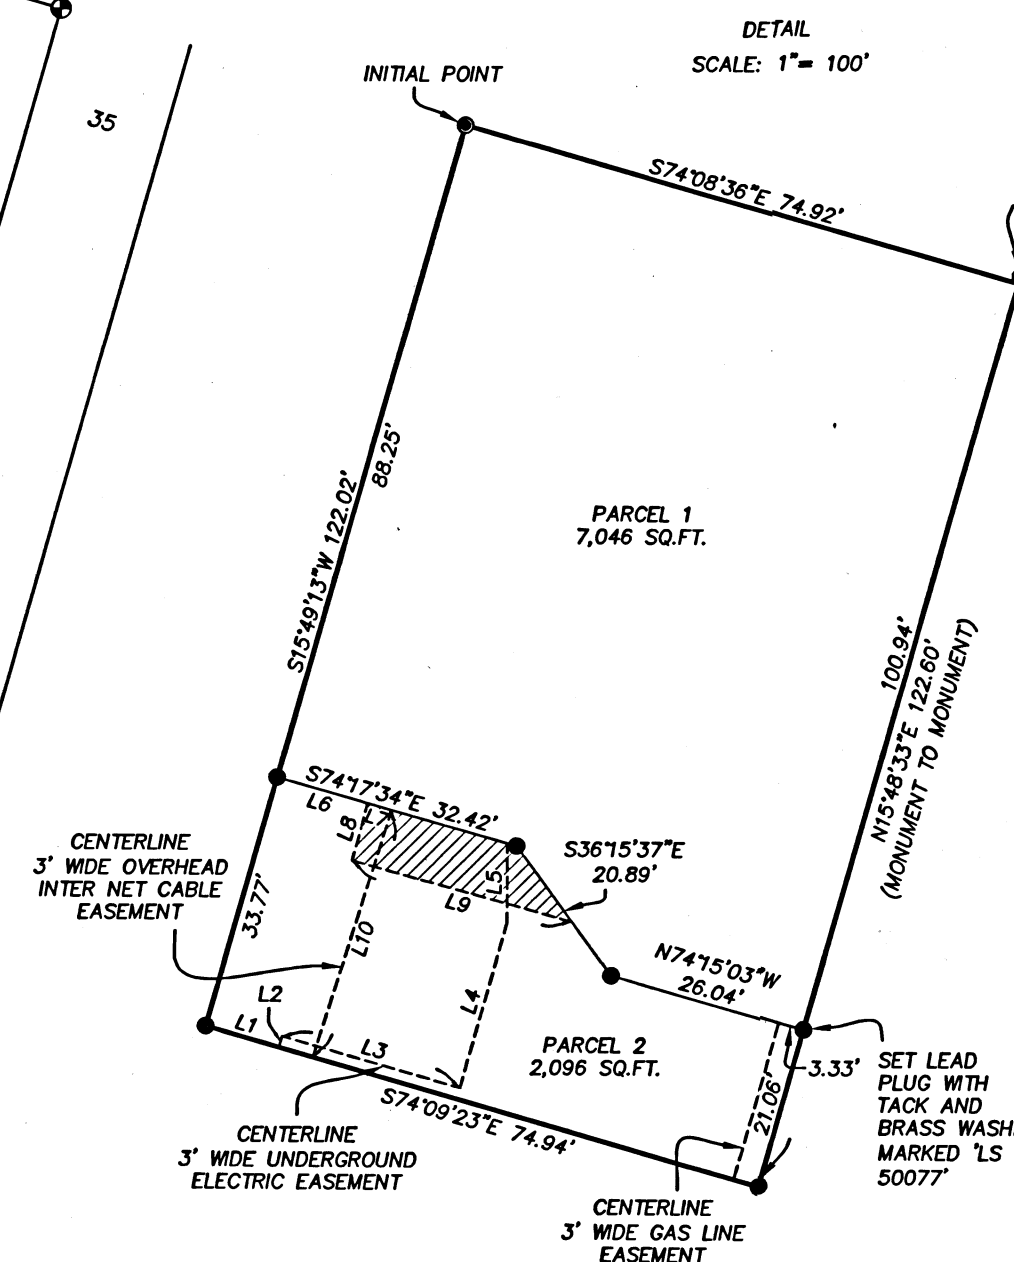 DETAIL
SCALE: 1"= 100'
INITIAL POINT
35
S74°08'36"E 74.92'
88.25'
S15°49'13"W 122.02'
PARCEL 1
7,046 SQ.FT.
100.94'
N15°48'33"E 122.60'
(MONUMENT TO MONUMENT)
S74°17'34"E 32.42'
L6
L7
L8
CENTERLINE
3' WIDE OVERHEAD
INTER NET CABLE
EASEMENT
S36°15'37"E
20.89'
L5
L9
33.77'
L10
N74°15'03"W
26.04'
L2
L1
L4
L3
PARCEL 2
2,096 SQ.FT.
3.33'
21.06'
SET LEAD
PLUG WITH
TACK AND
BRASS WASH
MARKED "LS
50077'
S74°09'23"E 74.94'
CENTERLINE
3' WIDE UNDERGROUND
ELECTRIC EASEMENT
CENTERLINE
3' WIDE GAS LINE
EASEMENT